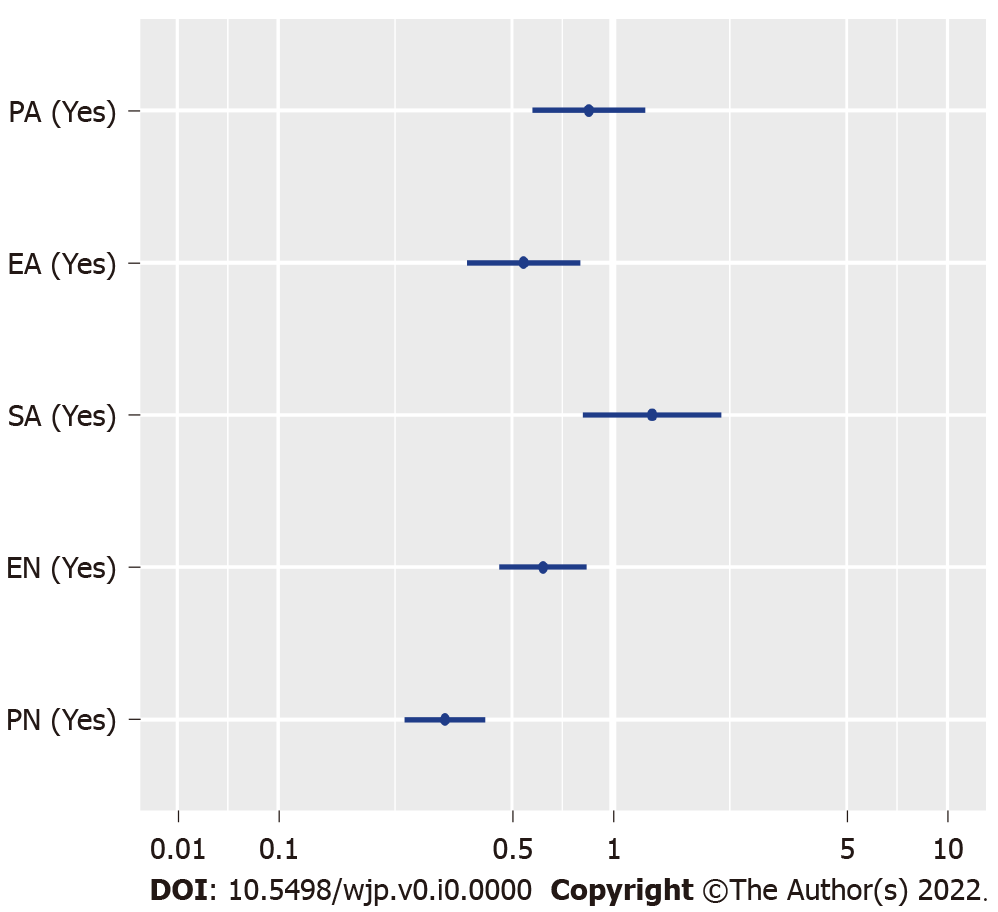 PA (Yes)
EA (Yes)
SA (Yes)
EN (Yes)
PN (Yes)
0.01 0.1 0.5 1 5 10
DOI: 10.5498/wjp.v0.i0.0000 Copyright ©The Author(s) 2022.